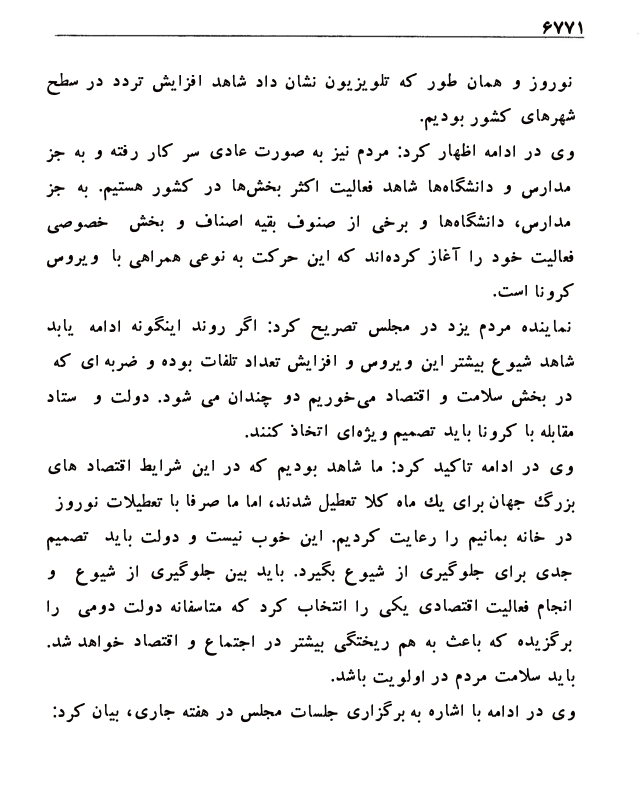 ۶۷۷۱
نوروز و همان طور که تلویزیون نشان داد شاهد افزایش تردد در سطح
شهرهای کشور بودیم.
وی در ادامه اظهار کرد: مردم نیز به صورت عادی سر کار رفته و به جز
مدارس و دانشگاه‌ها شاهد فعالیت اکثر بخش‌ها در کشور هستیم. به جز
مدارس، دانشگاه‌ها و برخی از صنوف بقیه اصناف و بخش خصوصی
فعالیت خود را آغاز کرده‌اند که این حرکت به نوعی همراهی با ویروس
کرونا است.
نماینده مردم یزد در مجلس تصریح کرد: اگر روند اینگونه ادامه یابد
شاهد شیوع بیشتر این ویروس و افزایش تعداد تلفات بوده و ضربه ای که
در بخش سلامت و اقتصاد می‌خوریم دو چندان می شود. دولت و ستاد
مقابله با کرونا باید تصمیم ویژه‌ای اتخاذ کنند.
وی در ادامه تاکید کرد: ما شاهد بودیم که در این شرایط اقتصاد های
بزرگ جهان برای یك ماه کلا تعطیل شدند، اما ما صرفا با تعطیلات نوروز
در خانه بمانیم را رعایت کردیم. این خوب نیست و دولت باید تصمیم
جدی برای جلوگیری از شیوع بگیرد. باید بین جلوگیری از شیوع و
انجام فعالیت اقتصادی یکی را انتخاب کرد که متاسفانه دولت دومی را
برگزیده که باعث به هم ریختگی بیشتر در اجتماع و اقتصاد خواهد شد.
باید سلامت مردم در اولویت باشد.
وی در ادامه با اشاره به برگزاری جلسات مجلس در هفته جاری، بیان کرد: